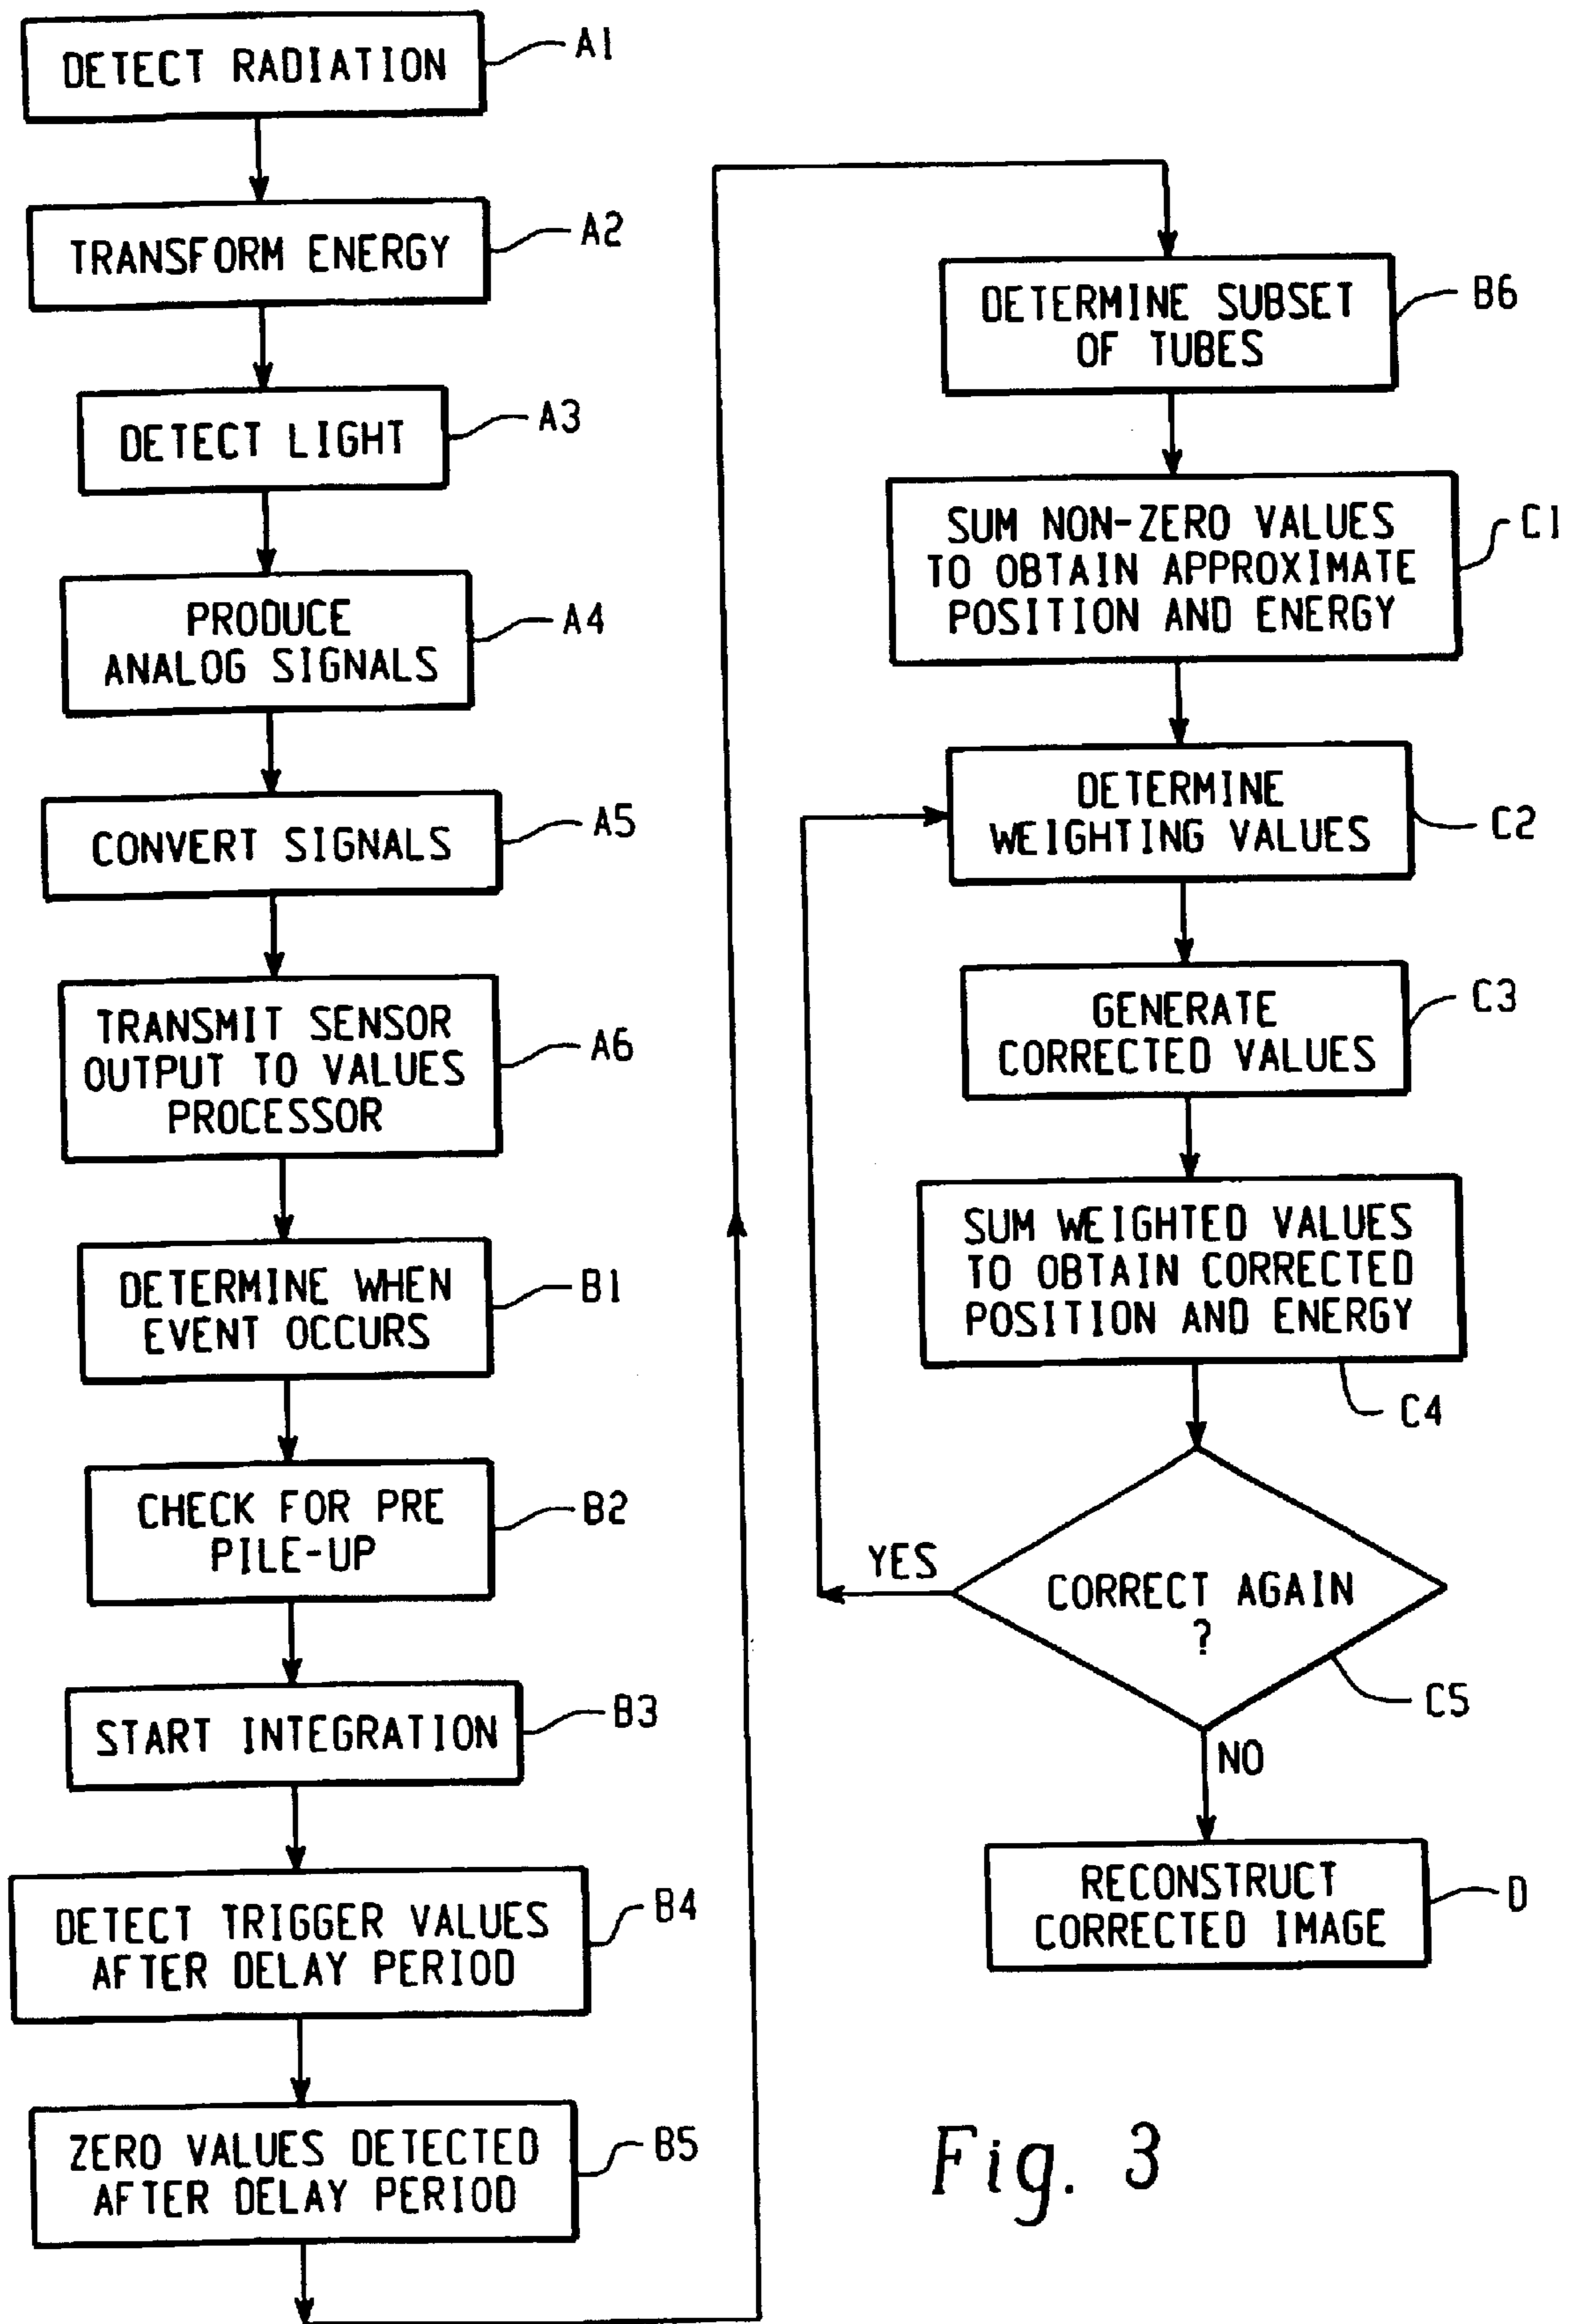 DETECT RADIATION
A1
TRANSFORM ENERGY
A2
DETECT LIGHT
A3
PRODUCE
ANALOG SIGNALS
A4
CONVERT SIGNALS
A5
TRANSMIT SENSOR
OUTPUT TO VALUES
PROCESSOR
A6
DETERMINE WHEN
EVENT OCCURS
B1
CHECK FOR PRE
PILE-UP
B2
START INTEGRATION
B3
DETECT TRIGGER VALUES
AFTER DELAY PERIOD
B4
ZERO VALUES DETECTED
AFTER DELAY PERIOD
B5
DETERMINE SUBSET
OF TUBES
B6
SUM NON-ZERO VALUES
TO OBTAIN APPROXIMATE
POSITION AND ENERGY
C1
DETERMINE
WEIGHTING VALUES
C2
GENERATE
CORRECTED VALUES
C3
SUM WEIGHTED VALUES
TO OBTAIN CORRECTED
POSITION AND ENERGY
C4
YES
CORRECT AGAIN
?
C5
NO
RECONSTRUCT
CORRECTED IMAGE
D
Fig. 3